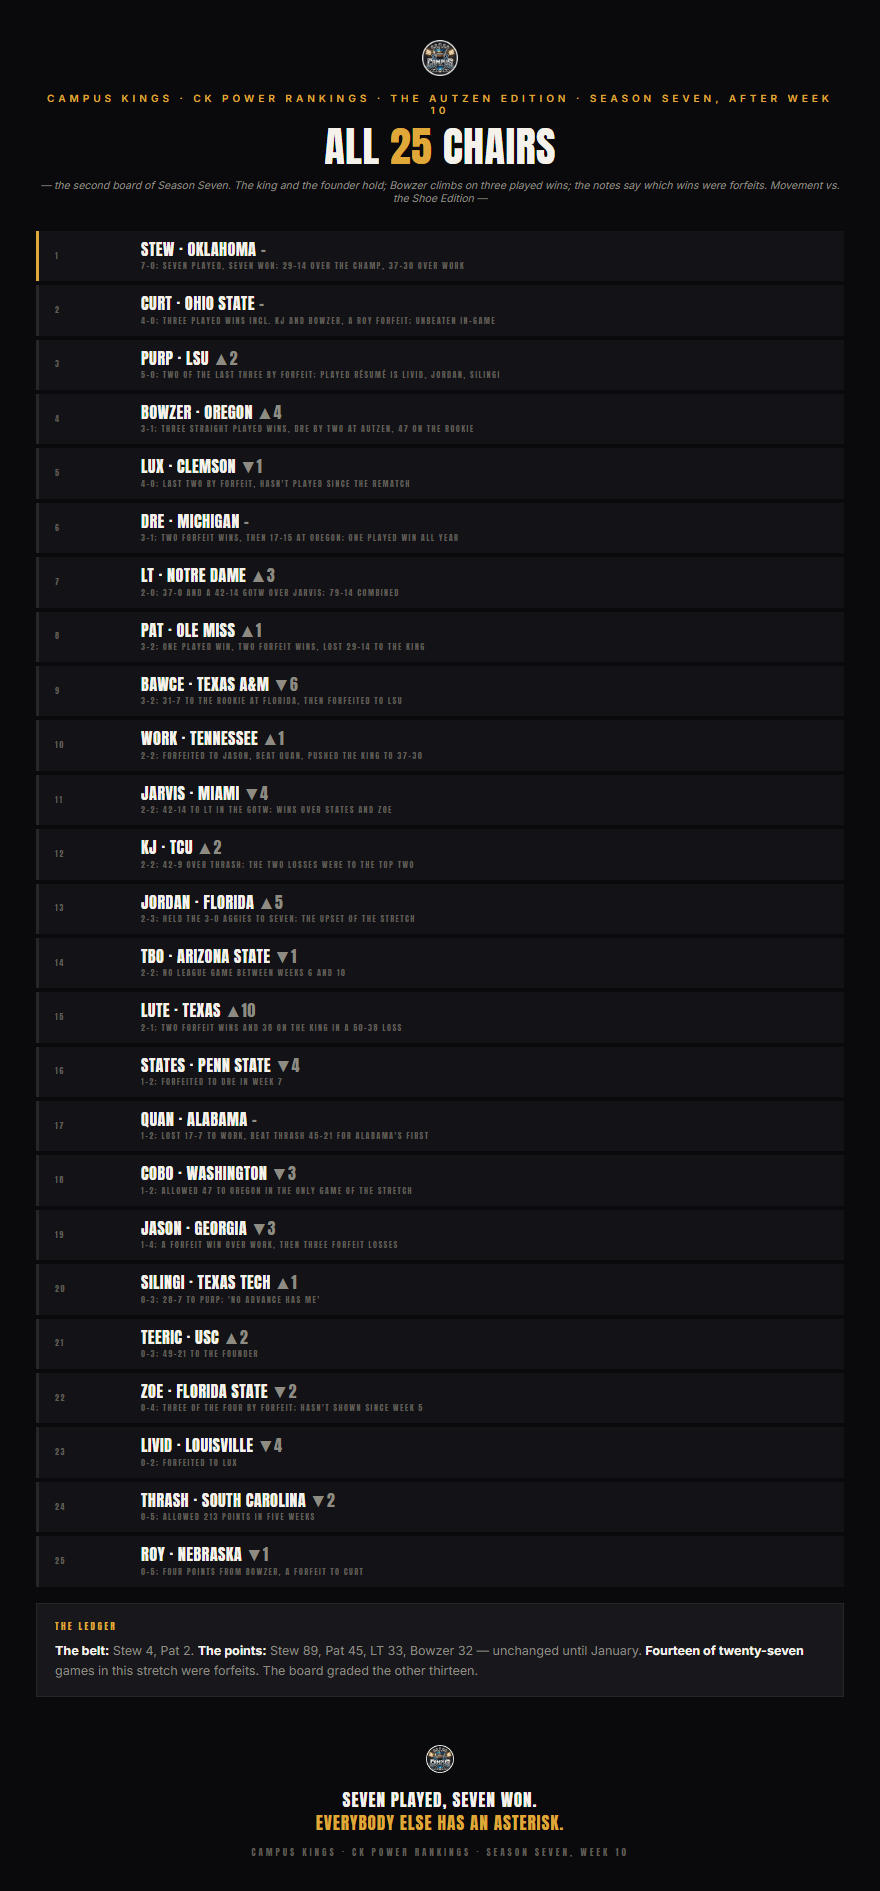 CAMPUS KINGS · CK POWER RANKINGS · THE AUTZEN EDITION · SEASON SEVEN, AFTER WEEK
10
ALL 25 CHAIRS
— the second board of Season Seven. The king and the founder hold; Bowzer climbs on three played wins; the notes say which wins were forfeits. Movement vs.
the Shoe Edition —
1
STEW · OKLAHOMA –
7-0: SEVEN PLAYED, SEVEN WON: 29-14 OVER THE CHAMP, 37-30 OVER WORK
2
CURT · OHIO STATE –
4-0: THREE PLAYED WINS INCL. KJ AND BOWZER, A ROY FORFEIT; UNBEATEN IN-GAME
3
PURP · LSU ▲2
5-0: TWO OF THE LAST THREE BY FORFEIT; PLAYED RÉSUMÉ IS LIVID, JORDAN, SILINGI
4
BOWZER · OREGON ▲4
3-1: THREE STRAIGHT PLAYED WINS, DRE BY TWO AT AUTZEN, 47 ON THE ROOKIE
5
LUX · CLEMSON ▼1
4-0: LAST TWO BY FORFEIT, HASN'T PLAYED SINCE THE REMATCH
6
DRE · MICHIGAN –
3-1: TWO FORFEIT WINS, THEN 17-15 AT OREGON; ONE PLAYED WIN ALL YEAR
7
LT · NOTRE DAME ▲3
2-0: 37-0 AND A 42-14 GOTW OVER JARVIS; 79-14 COMBINED
8
PAT · OLE MISS ▲1
3-2: ONE PLAYED WIN, TWO FORFEIT WINS, LOST 29-14 TO THE KING
9
BAWCE · TEXAS A&M ▼6
3-2: 31-7 TO THE ROOKIE AT FLORIDA, THEN FORFEITED TO LSU
10
WORK · TENNESSEE ▲1
2-2: FORFEITED TO JASON, BEAT QUAN, PUSHED THE KING TO 37-30
11
JARVIS · MIAMI ▼4
2-2: 42-14 TO LT IN THE GOTW; WINS OVER STATES AND ZOE
12
KJ · TCU ▲2
2-2: 42-9 OVER THRASH; THE TWO LOSSES WERE TO THE TOP TWO
13
JORDAN · FLORIDA ▲5
2-3: HELD THE 3-0 AGGIES TO SEVEN; THE UPSET OF THE STRETCH
14
TBO · ARIZONA STATE ▼1
2-2: NO LEAGUE GAME BETWEEN WEEKS 6 AND 10
15
LUTE · TEXAS ▲10
2-1: TWO FORFEIT WINS AND 36 ON THE KING IN A 50-36 LOSS
16
STATES · PENN STATE ▼4
1-2: FORFEITED TO DRE IN WEEK 7
17
QUAN · ALABAMA –
1-2: LOST 17-7 TO WORK, BEAT THRASH 45-21 FOR ALABAMA'S FIRST
18
COBO · WASHINGTON ▼3
1-2: ALLOWED 47 TO OREGON IN THE ONLY GAME OF THE STRETCH
19
JASON · GEORGIA ▼3
1-4: A FORFEIT WIN OVER WORK, THEN THREE FORFEIT LOSSES
20
SILINGI · TEXAS TECH ▲1
0-3: 28-7 TO PURP; 'NO ADVANCE HAS ME'
21
TEERIC · USC ▲2
0-3: 49-21 TO THE FOUNDER
22
ZOE · FLORIDA STATE ▼2
0-4: THREE OF THE FOUR BY FORFEIT; HASN'T SHOWN SINCE WEEK 5
23
LIVID · LOUISVILLE ▼4
0-2: FORFEITED TO LUX
24
THRASH · SOUTH CAROLINA ▼2
0-5: ALLOWED 213 POINTS IN FIVE WEEKS
25
ROY · NEBRASKA ▼1
0-5: FOUR POINTS FROM BOWZER, A FORFEIT TO CURT
THE LEDGER
The belt: Stew 4, Pat 2. The points: Stew 89, Pat 45, LT 33, Bowzer 32 — unchanged until January. Fourteen of twenty-seven
games in this stretch were forfeits. The board graded the other thirteen.
SEVEN PLAYED, SEVEN WON.
EVERYBODY ELSE HAS AN ASTERISK.
CAMPUS KINGS · CK POWER RANKINGS · SEASON SEVEN, WEEK 10